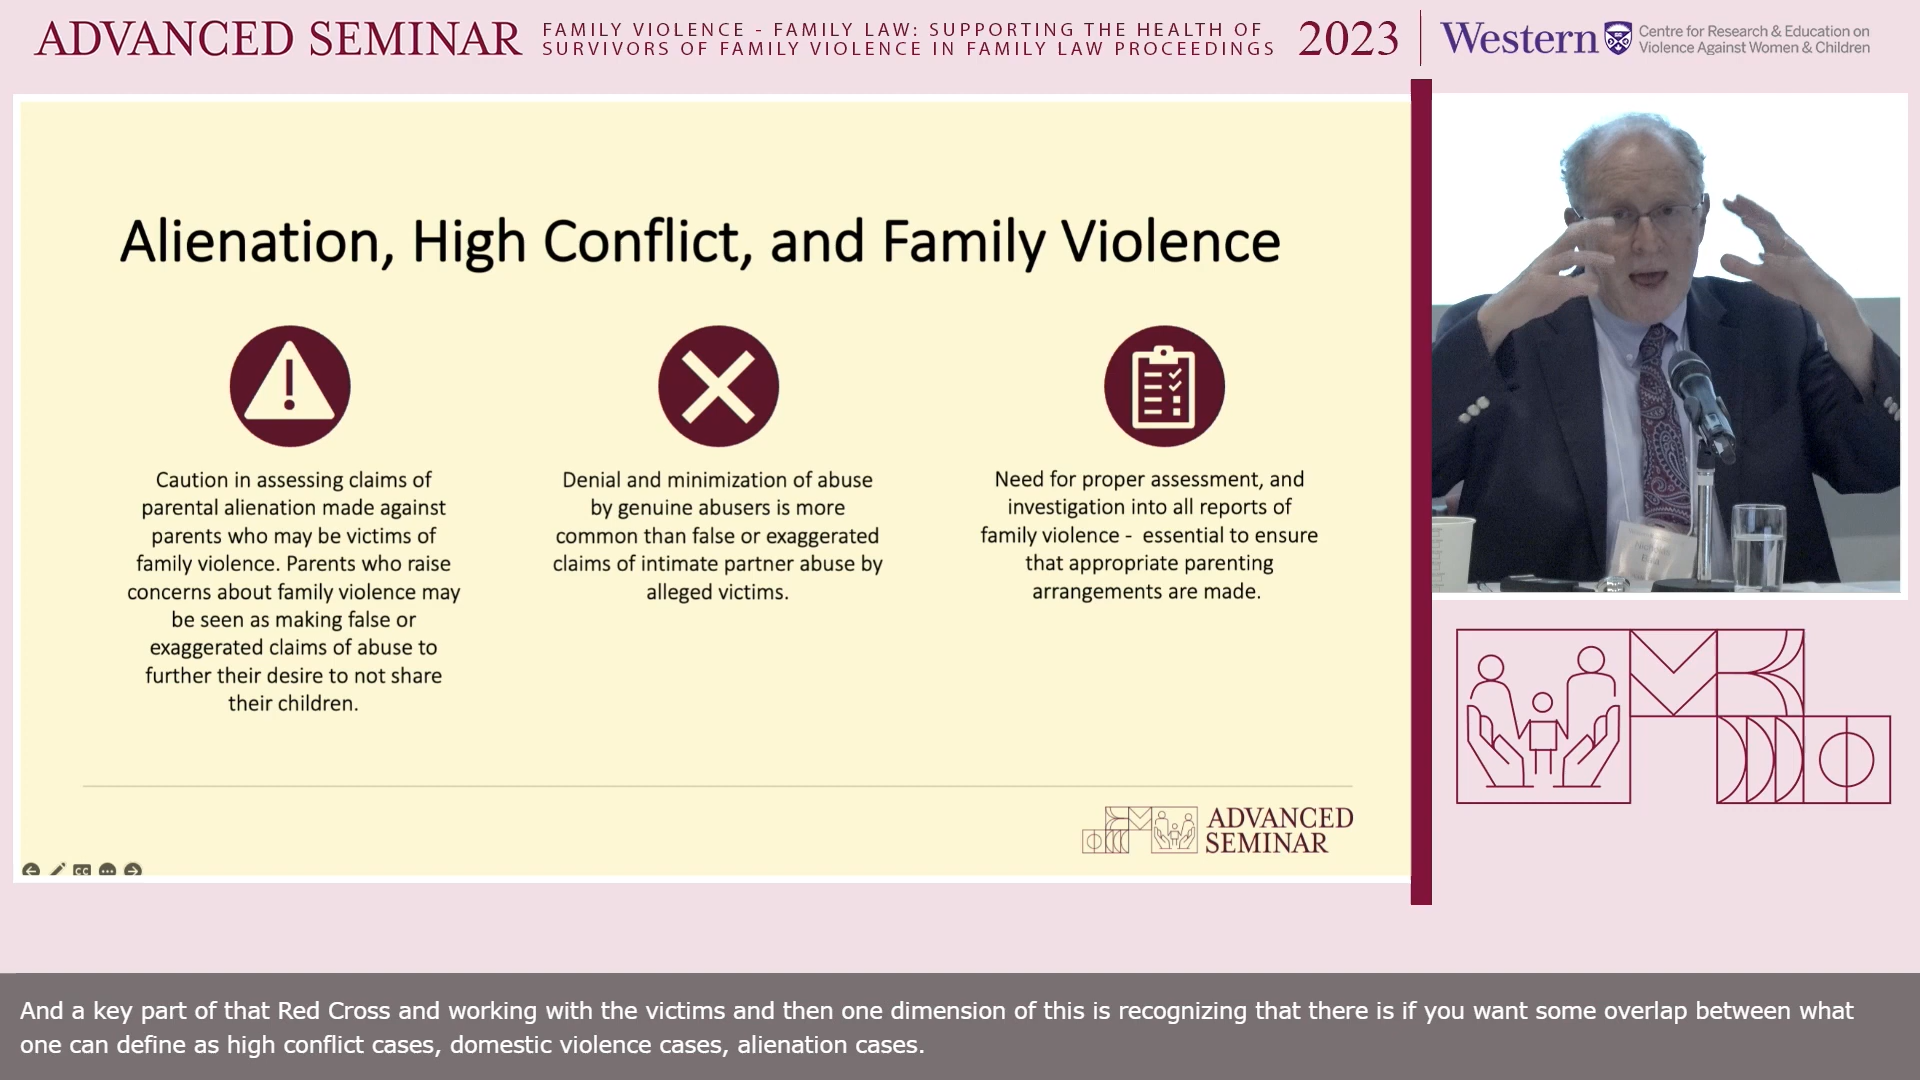 ADVANCED SEMINAR
FAMILY VIOLENCE - FAMILY LAW: SUPPORTING THE HEALTH OF
SURVIVORS OF FAMILY VIOLENCE IN FAMILY LAW PROCEEDINGS
2023
Western
Centre for Research & Education on
Violence Against Women & Children
Alienation, High Conflict, and Family Violence
Caution in assessing claims of
parental alienation made against
parents who may be victims of
family violence. Parents who raise
concerns about family violence may
be seen as making false or
exaggerated claims of abuse to
further their desire to not share
their children.
Denial and minimization of abuse
by genuine abusers is more
common than false or exaggerated
claims of intimate partner abuse by
alleged victims.
Need for proper assessment, and
investigation into all reports of
family violence - essential to ensure
that appropriate parenting
arrangements are made.
ADVANCED
SEMINAR
CC
And a key part of that Red Cross and working with the victims and then one dimension of this is recognizing that there is if you want some overlap between what
one can define as high conflict cases, domestic violence cases, alienation cases.